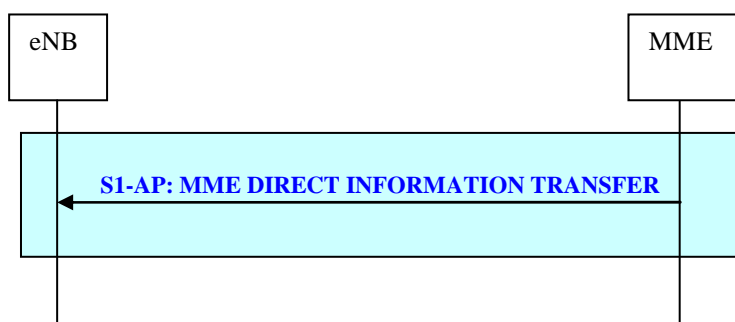 eNB
MME
S1-AP: MME DIRECT INFORMATION TRANSFER